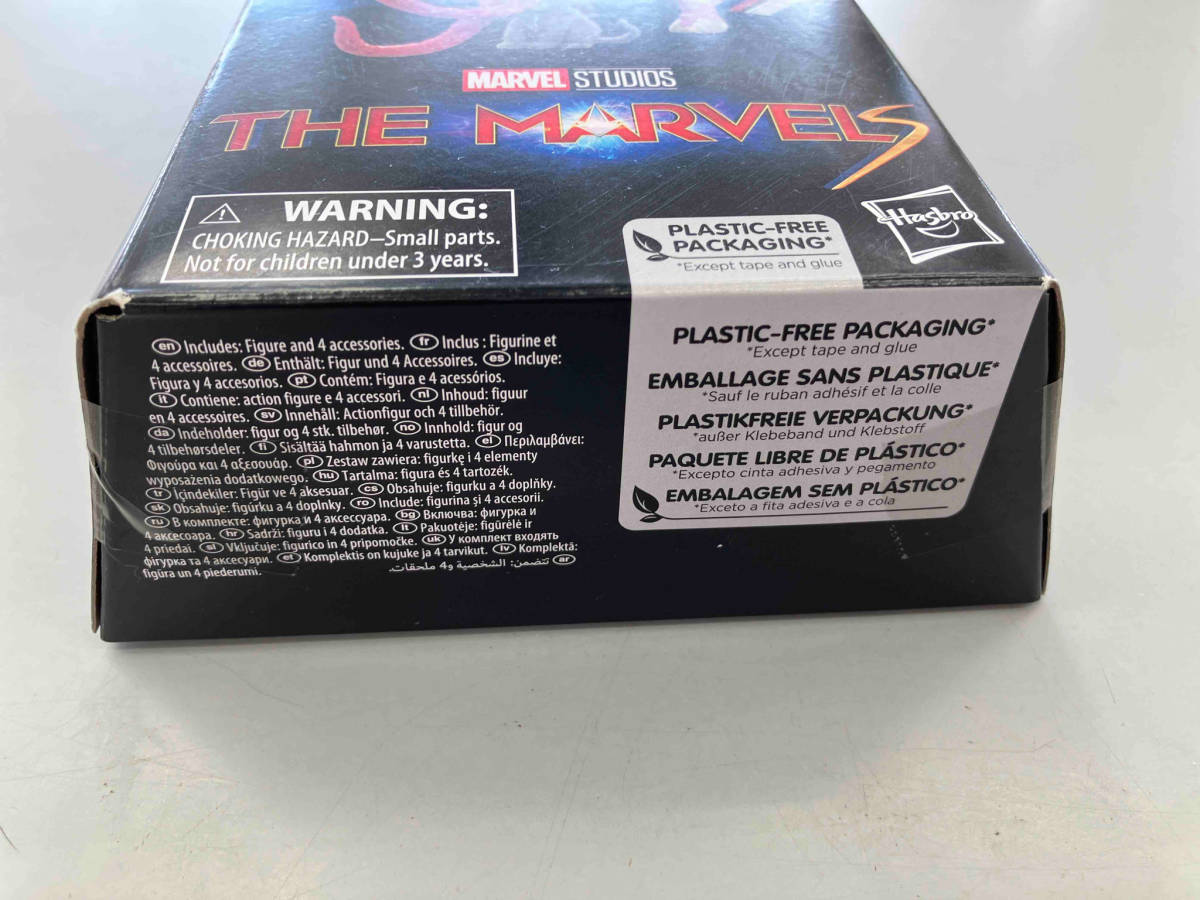 MARVEL STUDIOS
THE MARVELS
WARNING:
CHOKING HAZARD–Small parts.
Not for children under 3 years.
PLASTIC-FREE
PACKAGING*
*Except tape and glue
Hasbro
en Includes: Figure and 4 accessories. fr Inclus : Figurine et
4 accessoires. de Enthält: Figur und 4 Accessoires. es Incluye:
Figura y 4 accesorios. pt Contém: Figura e 4 acessórios.
it Contiene: action figure e 4 accessori. nl Inhoud: figuur
en 4 accessoires. sv Innehåll: Actionfigur och 4 tillbehör.
da Indeholder: figur og 4 stk. tilbehør. no Innhold: figur og
4 tilbehørsdeler. fi Sisältää hahmon ja 4 varustetta. el Περιλαμβάνει:
Φιγούρα και 4 αξεσουάρ. pl Zestaw zawiera: figurkę i 4 elementy
wyposażenia dodatkowego. hu Tartalma: figura és 4 tartozék.
tr İçindekiler: Figür ve 4 aksesuar. cs Obsahuje: figurku a 4 doplňky.
sk Obsahuje: figúrku a 4 doplnky. ro Include: figurina și 4 accesorii.
ru В комплекте: фигурка и 4 аксессуара. bg Включва: фигурка и
4 аксесоара. hr Sadrži: figuru i 4 dodatka. lt Pakuotėje: figūrėlė ir
4 priedai. sl Vključuje: figurico in 4 pripomočke. uk У комплект входять
фігурка та 4 аксесуари. et Komplektis on kujuke ja 4 tarvikut. lv Komplektā:
figūra un 4 piederumi. ar تتضمن: الشخصية و4 ملحقات.
PLASTIC-FREE PACKAGING*
*Except tape and glue
EMBALLAGE SANS PLASTIQUE*
*Sauf le ruban adhésif et la colle
PLASTIKFREIE VERPACKUNG*
*außer Klebeband und Klebstoff
PAQUETE LIBRE DE PLÁSTICO*
*Excepto cinta adhesiva y pegamento
EMBALAGEM SEM PLÁSTICO*
*Exceto a fita adesiva e a cola